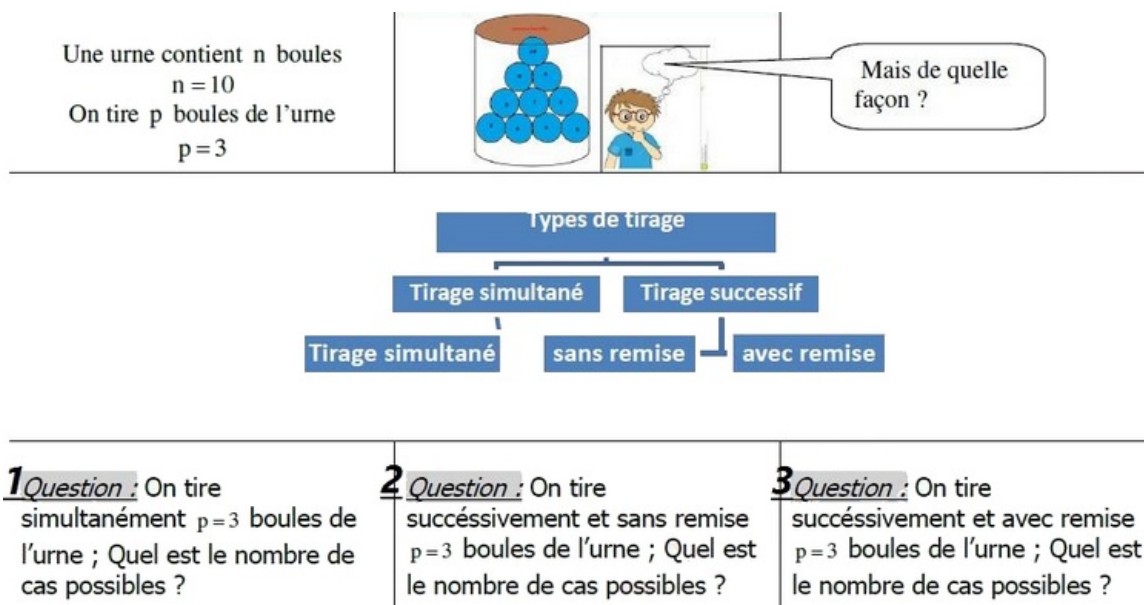 Une urne contient n boules
n = 10
On tire p boules de l'urne
p = 3
Mais de quelle
façon ?
Types de tirage
Tirage simultané
Tirage successif
Tirage simultané
sans remise
avec remise
1 Question : On tire
simultanément p = 3 boules de
l'urne ; Quel est le nombre de
cas possibles ?
2 Question : On tire
succéssivement et sans remise
p = 3 boules de l'urne ; Quel est
le nombre de cas possibles ?
3 Question : On tire
succéssivement et avec remise
p = 3 boules de l'urne ; Quel est
le nombre de cas possibles ?